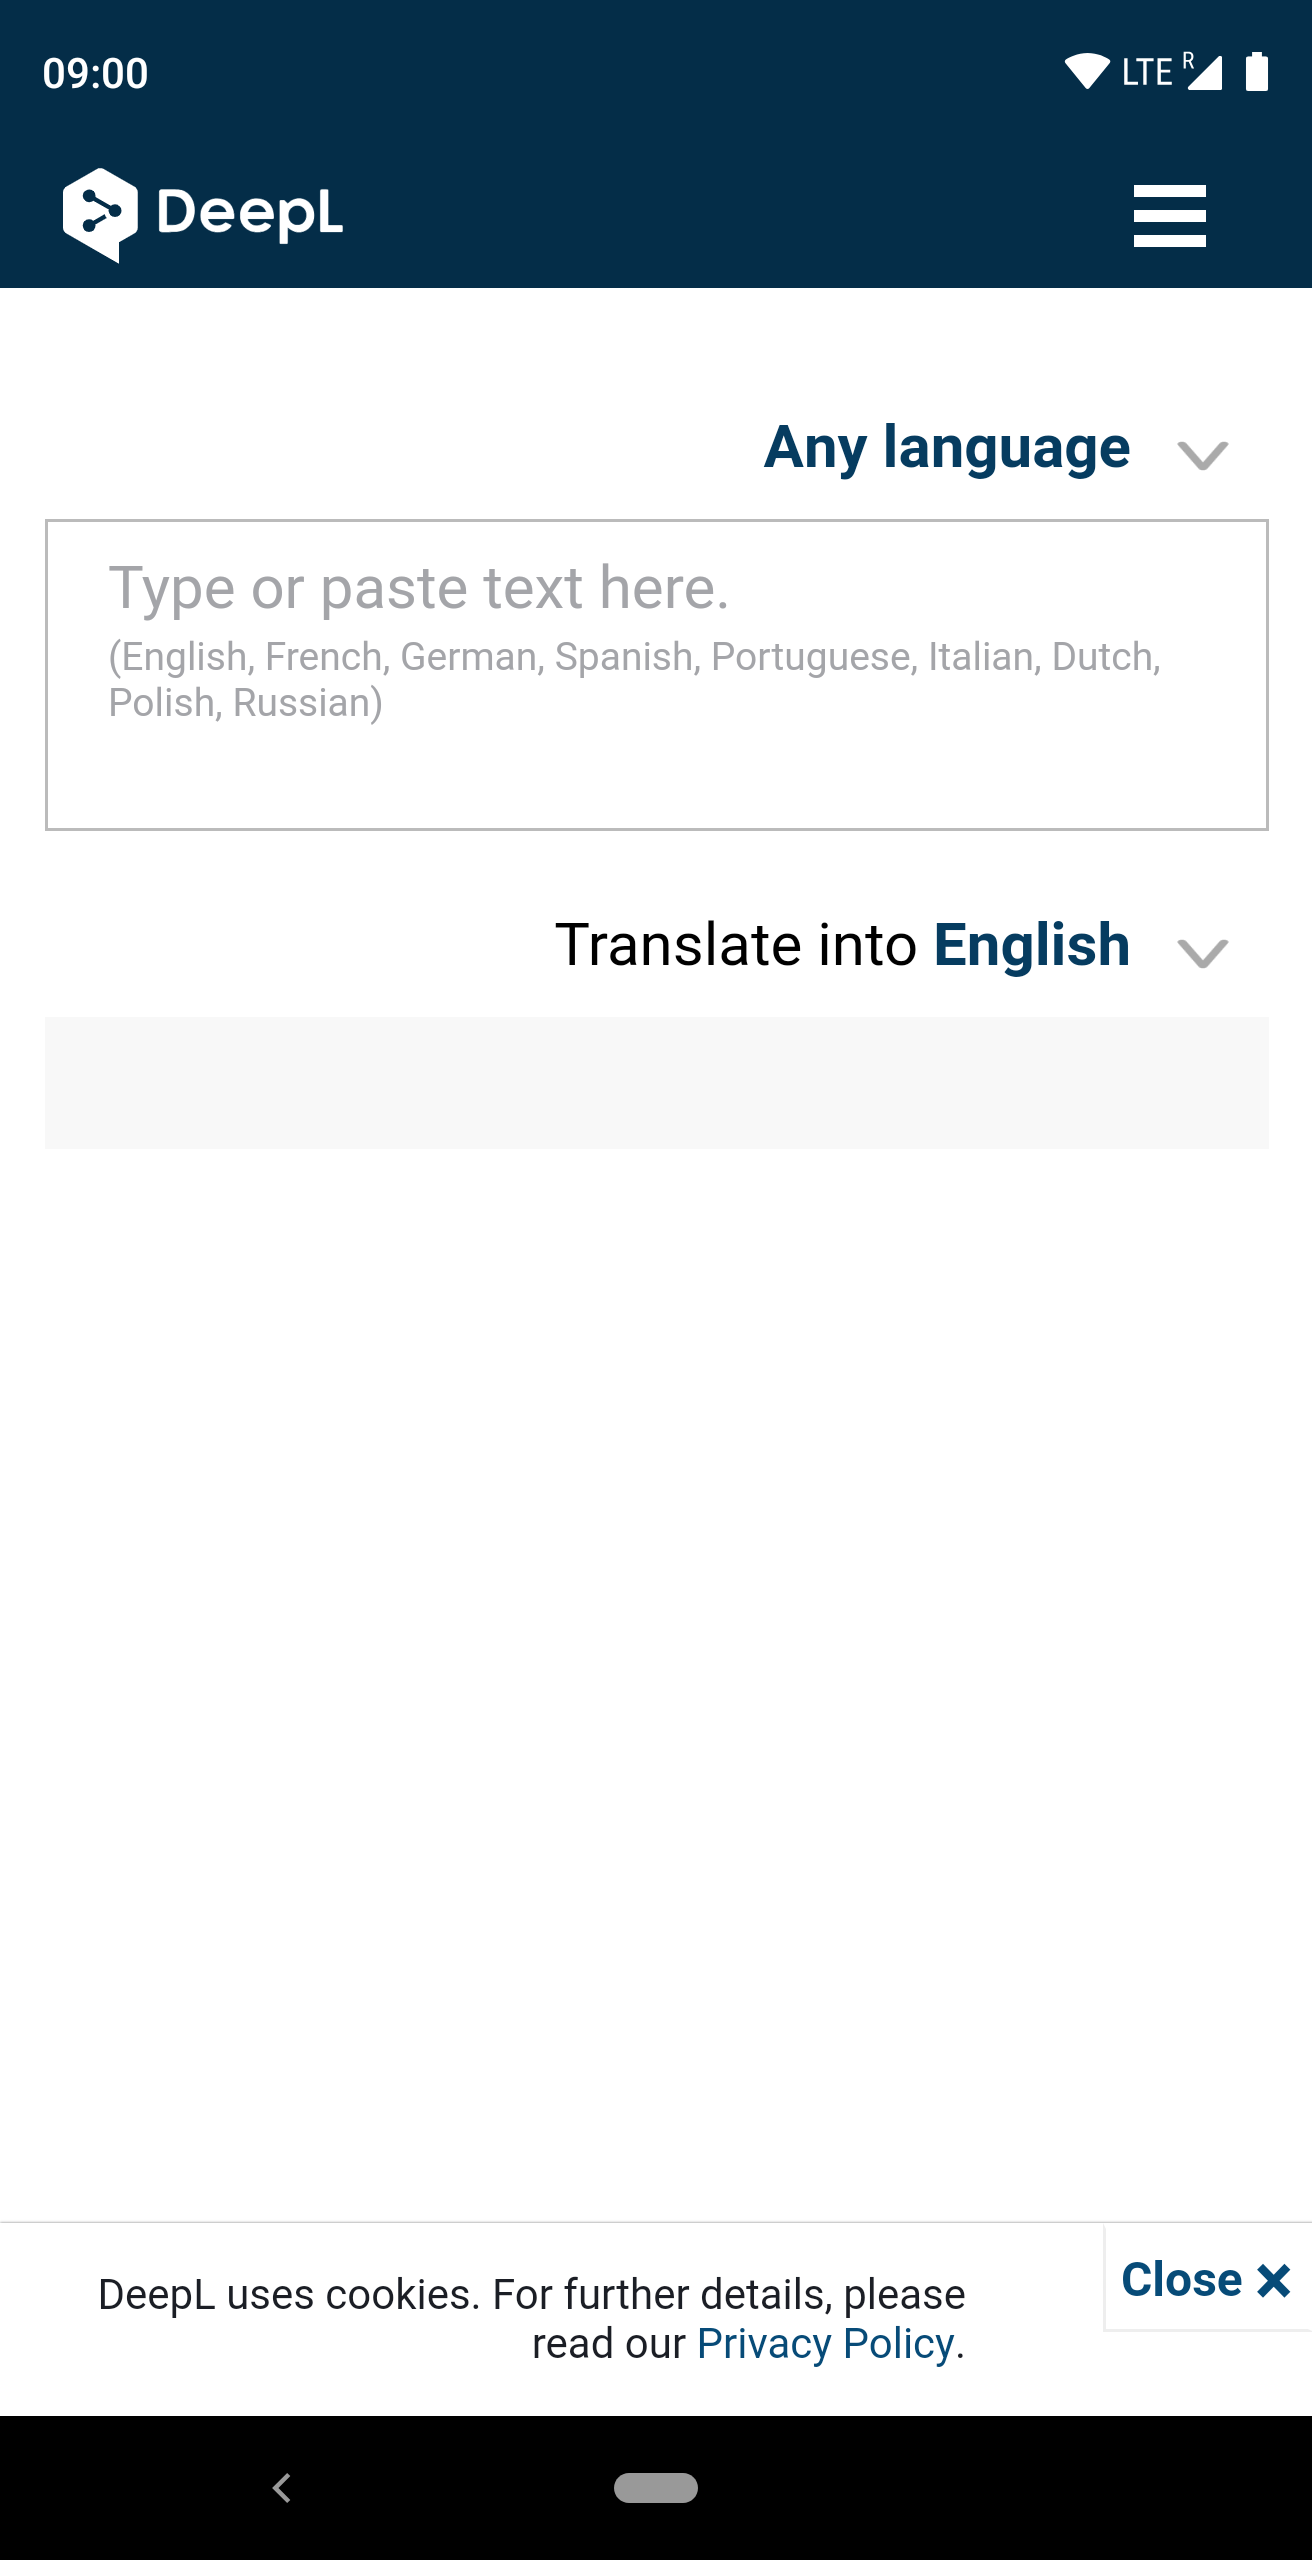 09:00
LTE R
DeepL
Any language
Type or paste text here.
(English, French, German, Spanish, Portuguese, Italian, Dutch,
Polish, Russian)
Translate into English
DeepL uses cookies. For further details, please
read our Privacy Policy.
Close